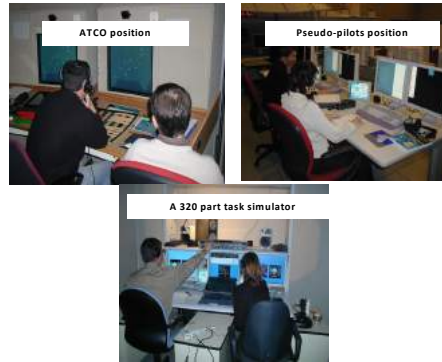 ATCO position
Pseudo-pilots position
A 320 part task simulator